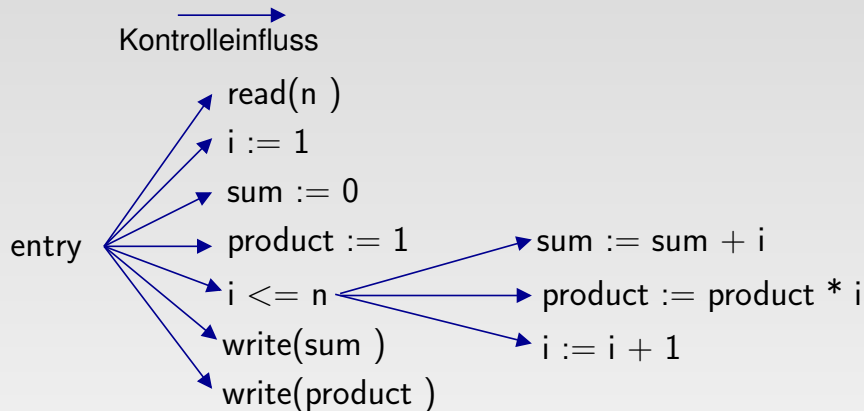 Kontrolleinfluss
read(n )
i := 1
sum := 0
entry product := 1 sum := sum + i
i <= n product := product * i
write(sum ) i := i + 1
write(product )